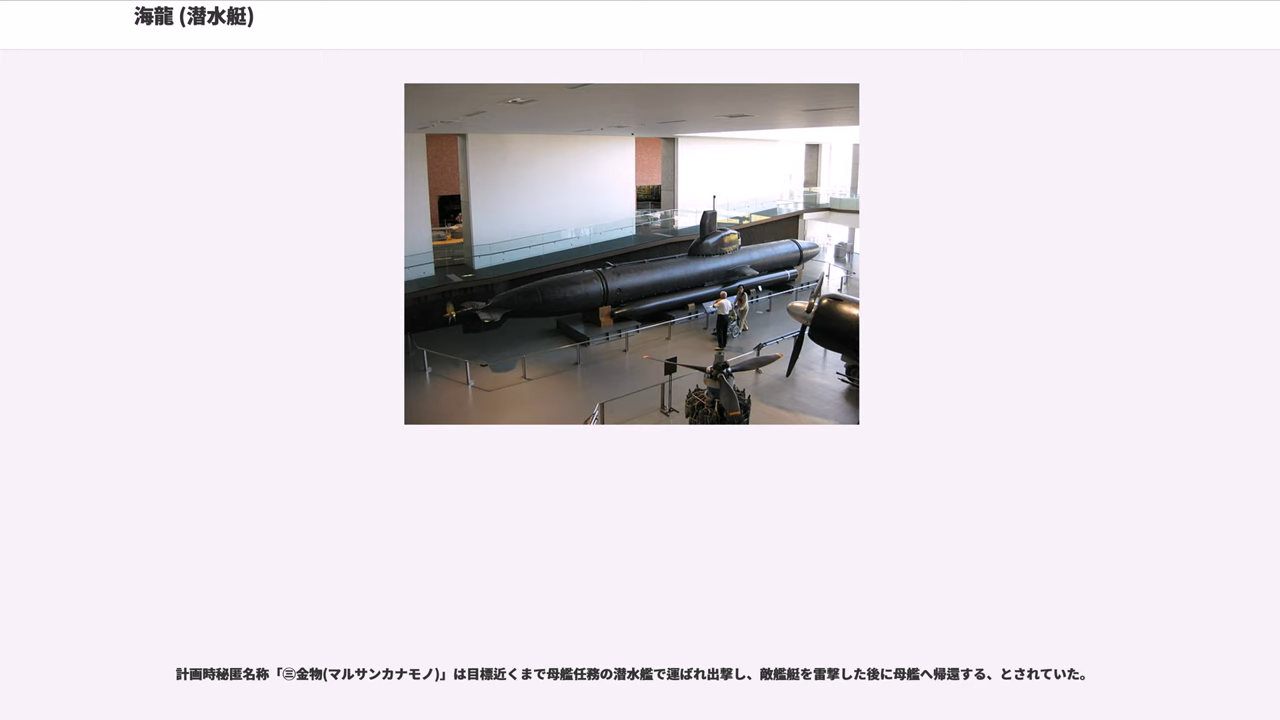 海龍 (潜水艇)
計画時秘匿名称「㊂金物(マルサンカナモノ)」は目標近くまで母艦任務の潜水艦で運ばれ出撃し、敵艦艇を雷撃した後に母艦へ帰還する、とされていた。